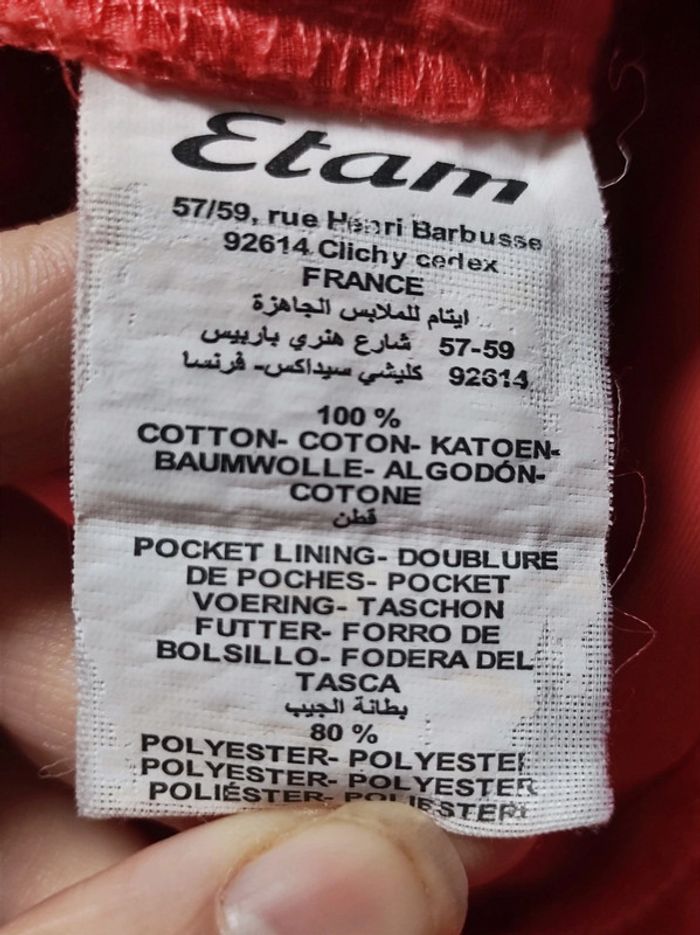 Etam
57/59, rue Henri Barbusse
92614 Clichy cedex
FRANCE
ايتام للملابس الجاهزة
57-59 شارع هنري باربيس
92614 كليشي سيداكس- فرنسا
100 %
COTTON- COTON- KATOEN-
BAUMWOLLE- ALGODÓN-
COTONE
قطن
POCKET LINING- DOUBLURE
DE POCHES- POCKET
VOERING- TASCHON
FUTTER- FORRO DE
BOLSILLO- FODERA DEL
TASCA
بطانة الجيب
80 %
POLYESTER- POLYESTER
POLYESTER- POLYESTER
POLIÉSTER- POLIESTERE